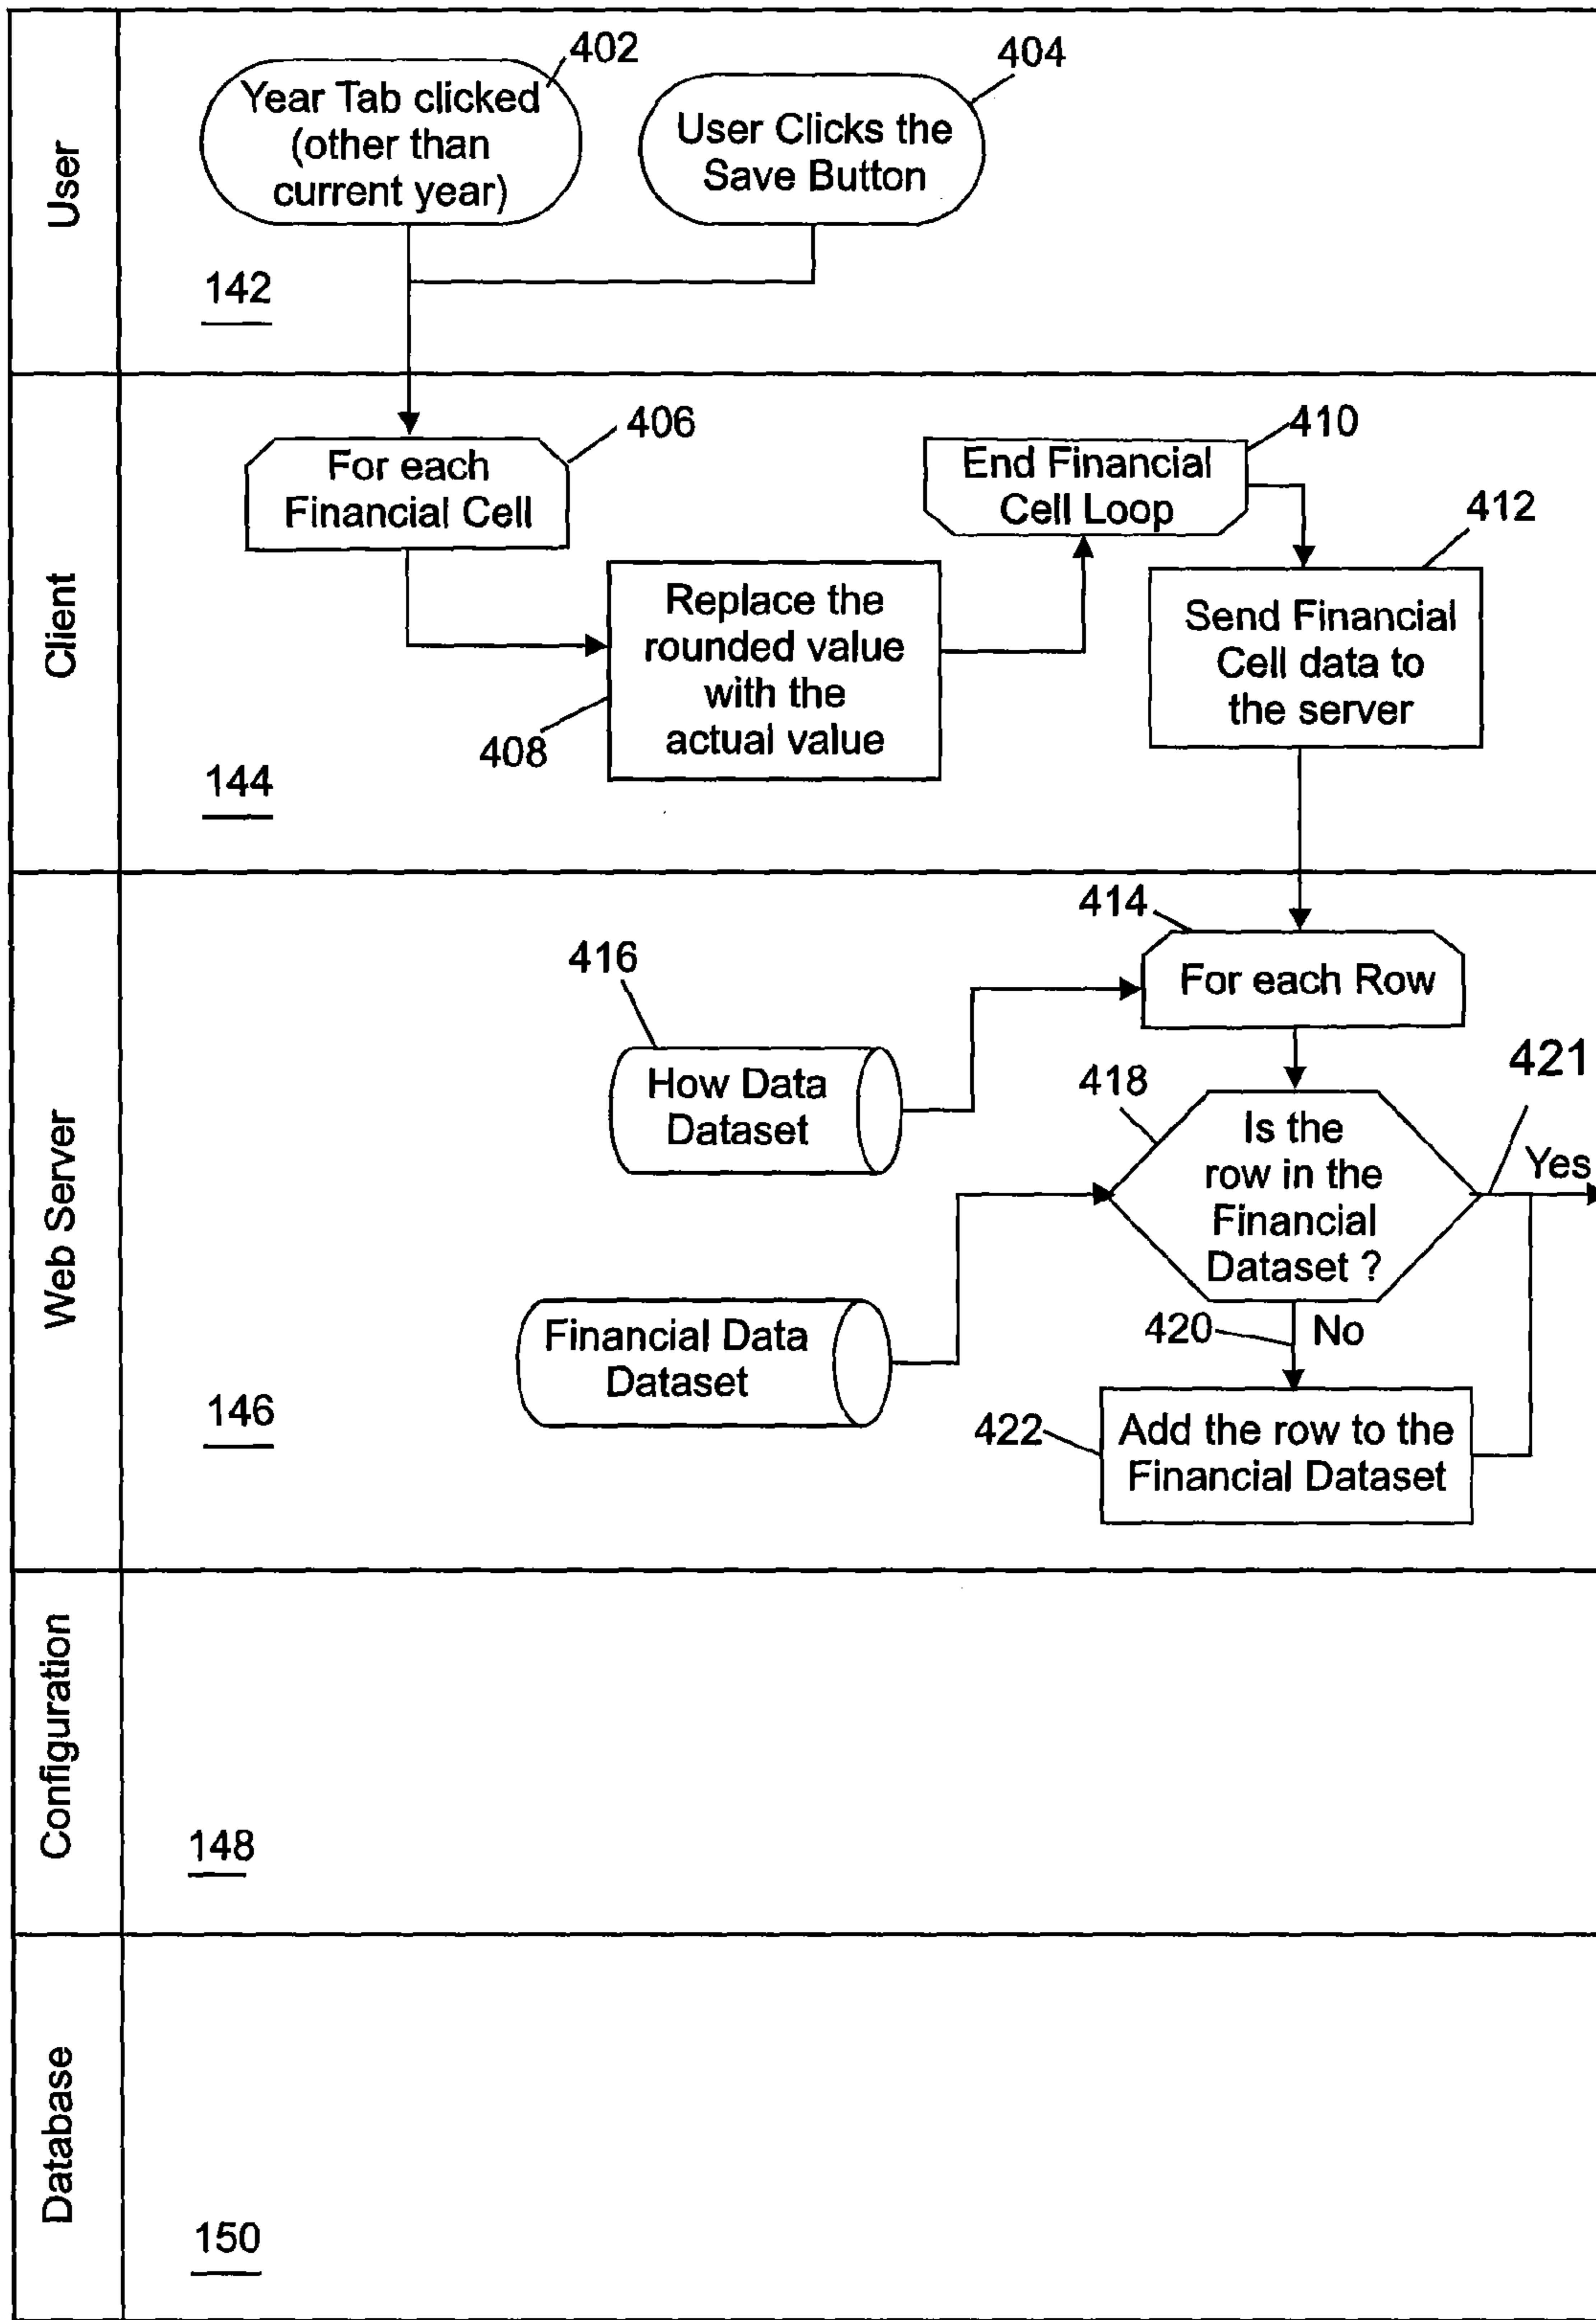 User
402
Year Tab clicked
(other than
current year)
404
User Clicks the
Save Button
142
Client
406
For each
Financial Cell
410
End Financial
Cell Loop
412
Send Financial
Cell data to
the server
Replace the
rounded value
with the
actual value
408
144
Web Server
414
For each Row
416
How Data
Dataset
418
Is the
row in the
Financial
Dataset ?
421
Yes
Financial Data
Dataset
420
No
422
Add the row to the
Financial Dataset
146
Configuration
148
Database
150